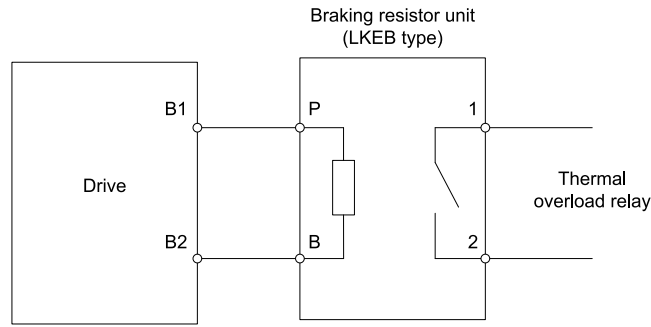 Braking resistor unit
(LKEB type)
B1
P
1
Drive
Thermal
overload relay
B2
B
2